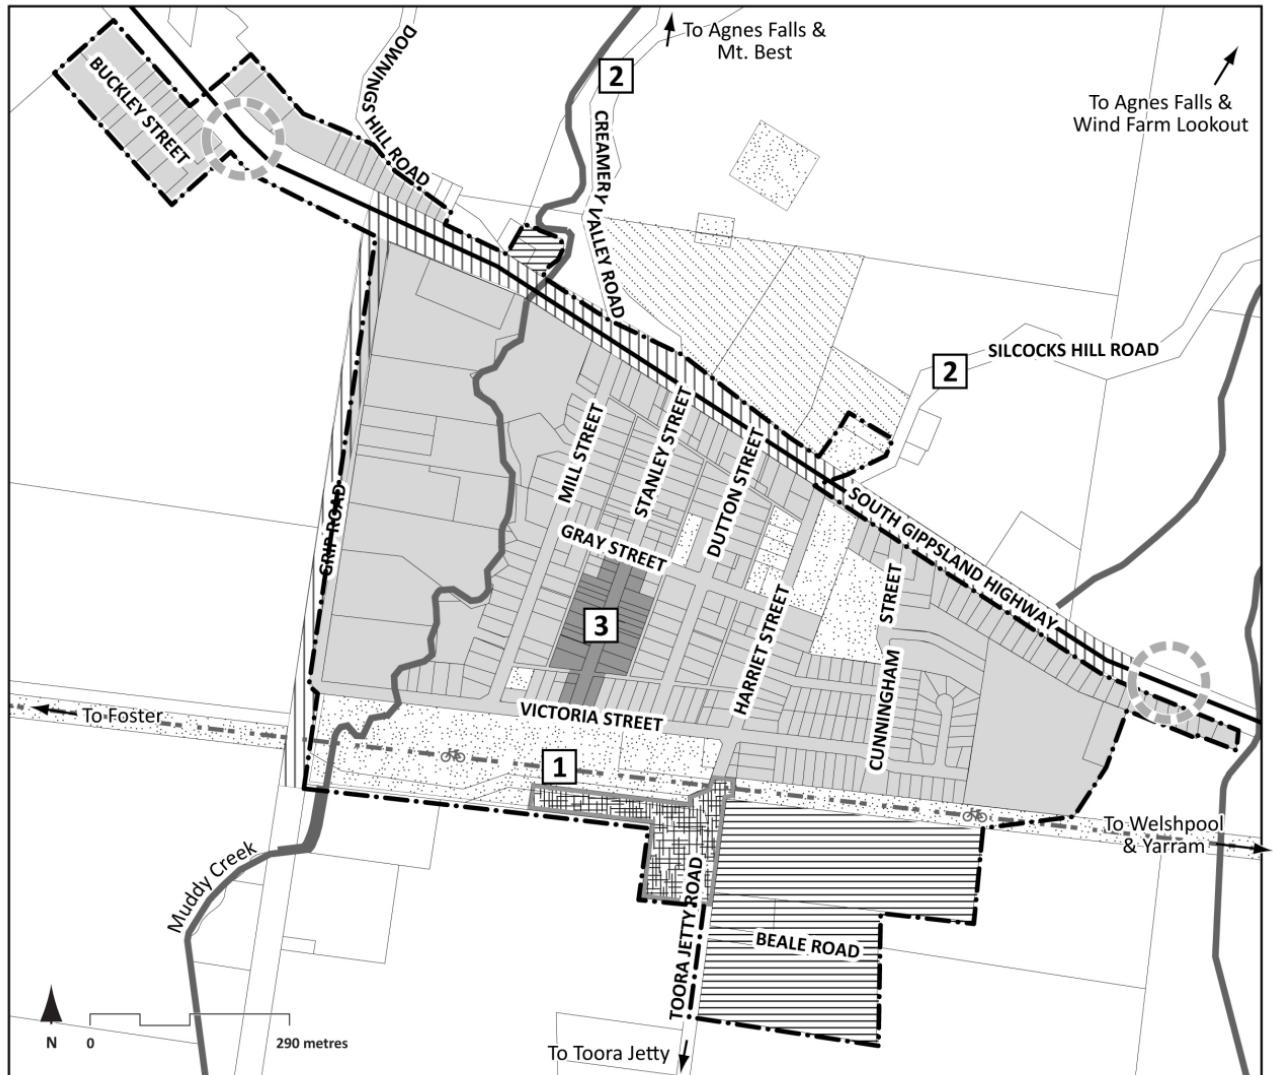 To Agnes Falls &
Mt. Best
2
To Agnes Falls &
Wind Farm Lookout
DOWNINGS HILL ROAD
BUCKLEY STREET
CREAMERY VALLEY ROAD
SILCOCKS HILL ROAD
2
MILL STREET
STANLEY STREET
DUTTON STREET
SOUTH GIPPSLAND HIGHWAY
GRIP ROAD
GRAY STREET
3
HARRIET STREET
CUNNINGHAM STREET
To Foster
VICTORIA STREET
1
To Welshpool
& Yarram
Muddy Creek
TOORA JETTY ROAD
BEALE ROAD
N
0
290 metres
To Toora Jetty